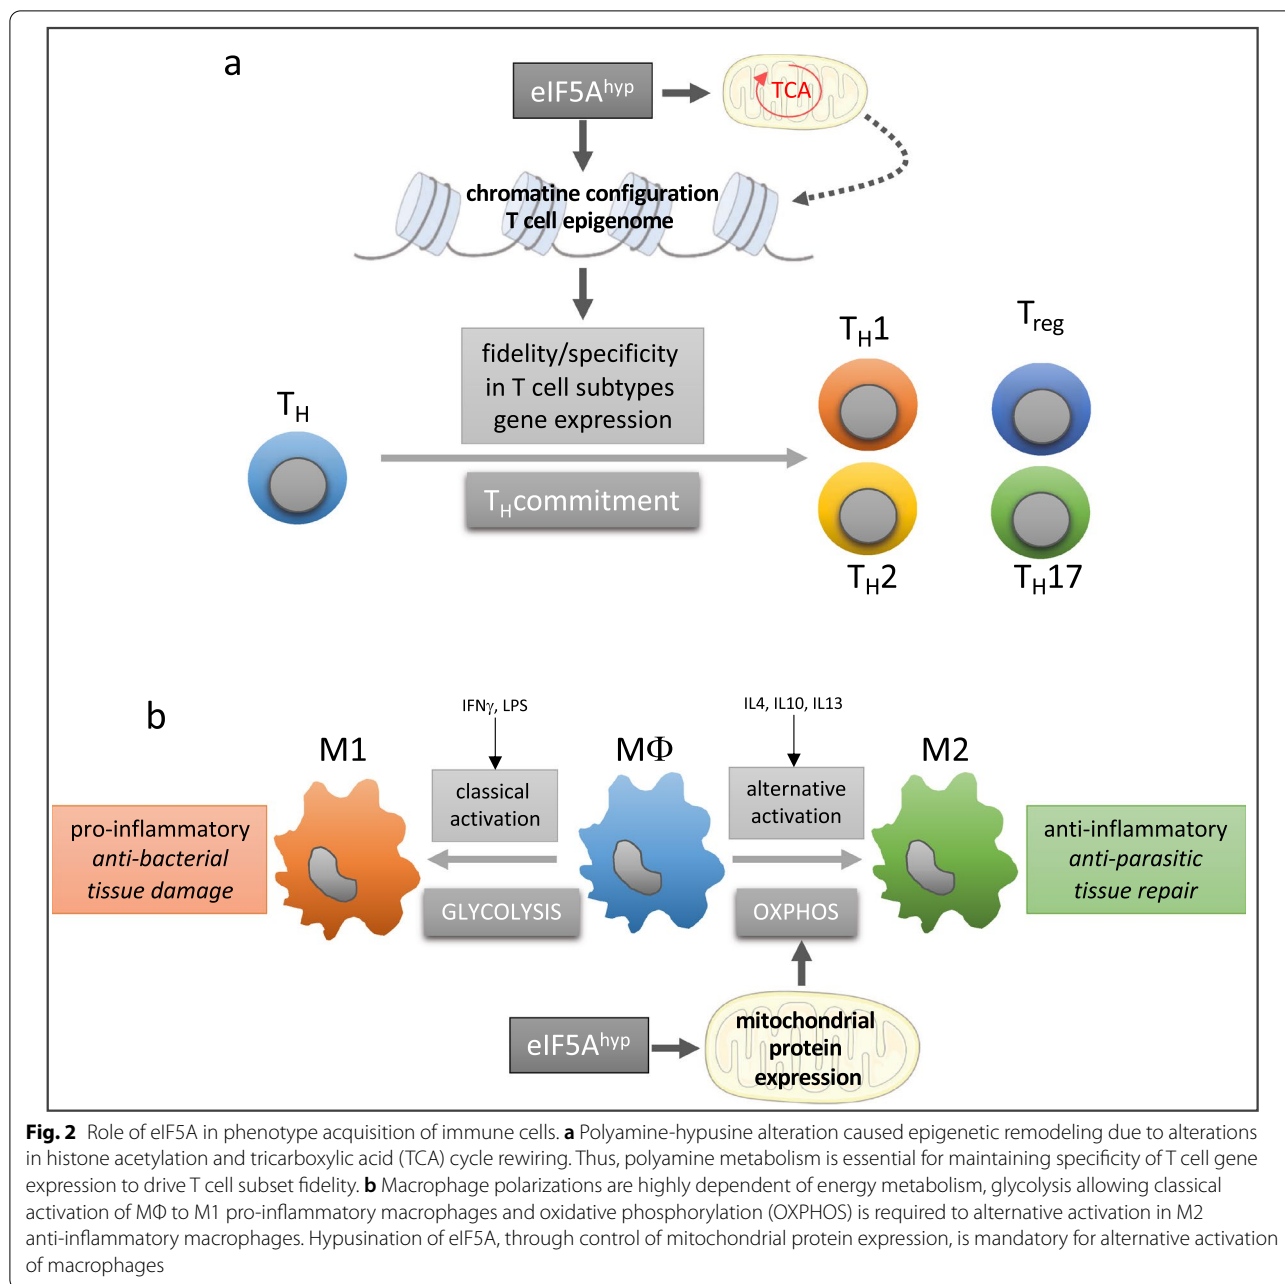 a
eIF5Ahyp
TCA
chromatine configuration
T cell epigenome
fidelity/specificity
in T cell subtypes
gene expression
TH
THcommitment
TH1
Treg
TH2
TH17
b
IFNγ, LPS
IL4, IL10, IL13
M1
MΦ
M2
classical
activation
alternative
activation
pro-inflammatory
anti-bacterial
tissue damage
anti-inflammatory
anti-parasitic
tissue repair
GLYCOLYSIS
OXPHOS
eIF5Ahyp
mitochondrial
protein
expression
Fig. 2 Role of eIF5A in phenotype acquisition of immune cells. a Polyamine-hypusine alteration caused epigenetic remodeling due to alterations
in histone acetylation and tricarboxylic acid (TCA) cycle rewiring. Thus, polyamine metabolism is essential for maintaining specificity of T cell gene
expression to drive T cell subset fidelity. b Macrophage polarizations are highly dependent of energy metabolism, glycolysis allowing classical
activation of MΦ to M1 pro-inflammatory macrophages and oxidative phosphorylation (OXPHOS) is required to alternative activation in M2
anti-inflammatory macrophages. Hypusination of eIF5A, through control of mitochondrial protein expression, is mandatory for alternative activation
of macrophages